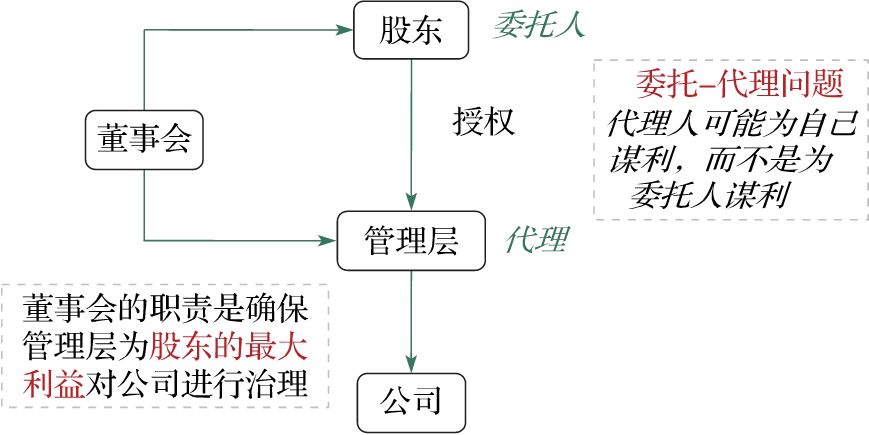 股东
委托人
委托-代理问题
代理人可能为自己
谋利，而不是为
委托人谋利
授权
董事会
管理层
代理
董事会的职责是确保
管理层为股东的最大
利益对公司进行治理
公司